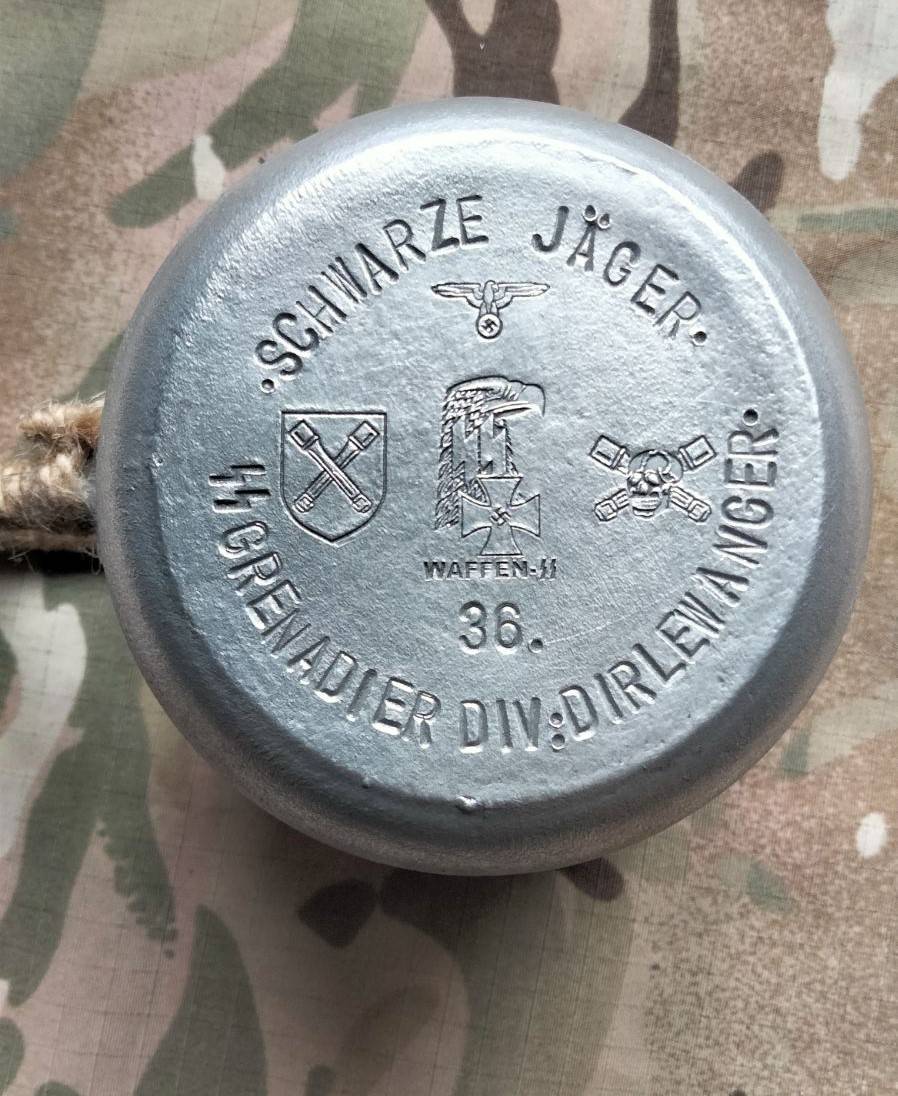 ·SCHWARZE JÄGER·
WAFFEN-ᛋᛋ
36.
ᛋᛋ GRENADIER DIV:DIRLEWANGER·